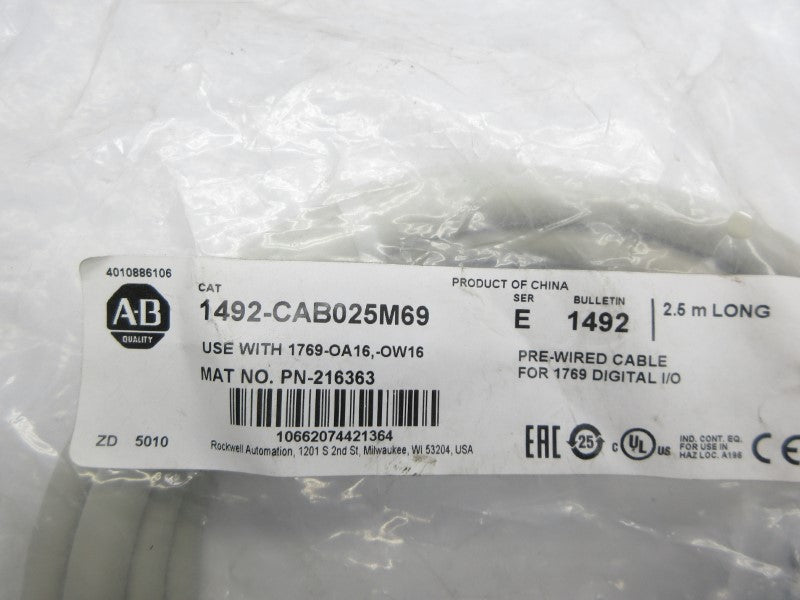 4010886106
A-B
QUALITY
CAT
1492-CAB025M69
USE WITH 1769-OA16,-OW16
MAT NO. PN-216363
10662074421364
ZD 5010
Rockwell Automation, 1201 S 2nd St, Milwaukee, WI 53204, USA
PRODUCT OF CHINA
SER
E
BULLETIN
1492
2.5 m LONG
PRE-WIRED CABLE
FOR 1769 DIGITAL I/O
EAC
25
c UL us
IND. CONT. EQ.
FOR USE IN
HAZ LOC. A196
CE